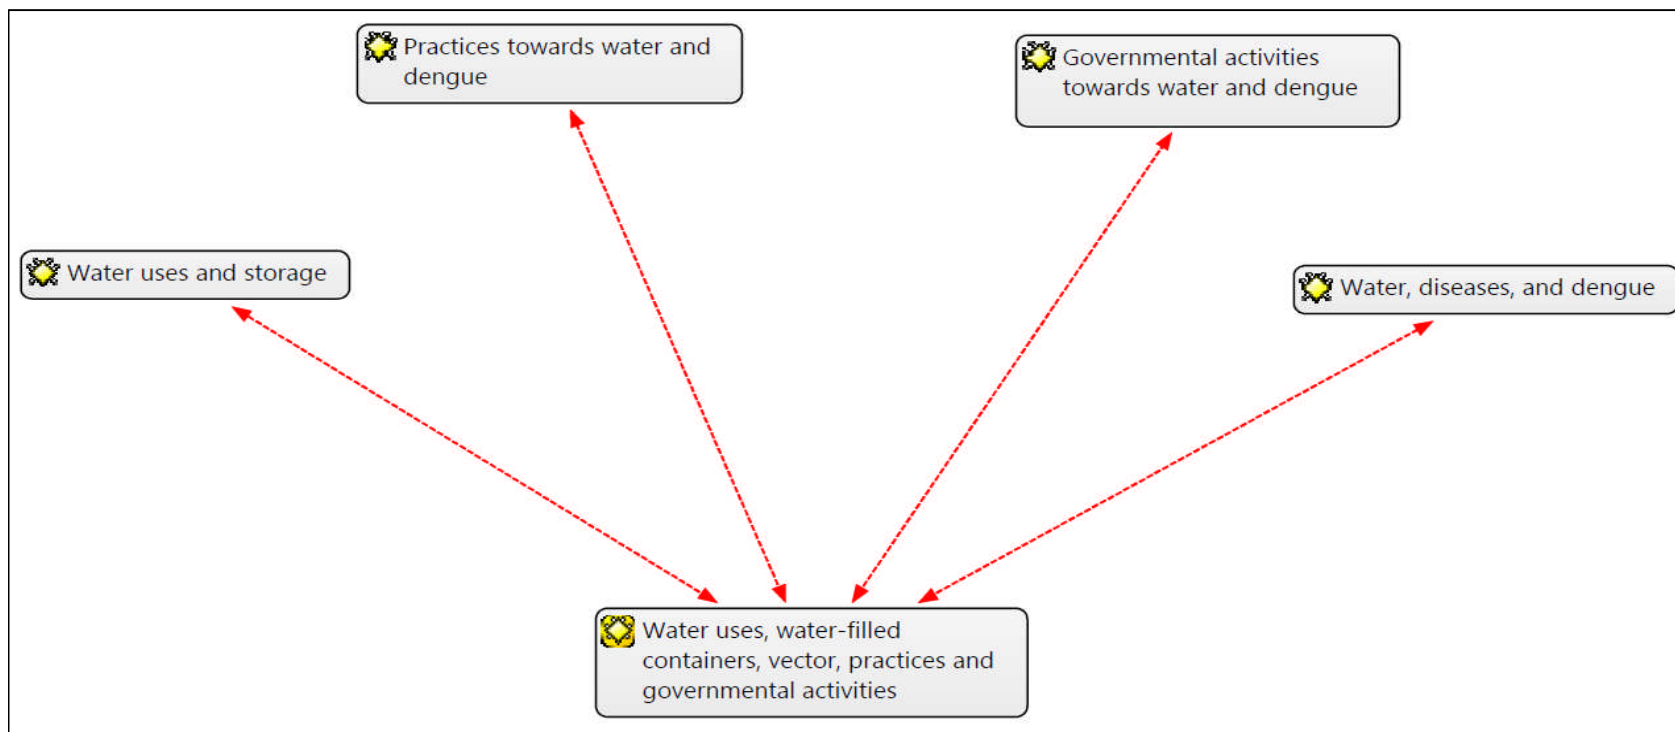 Practices towards water and
dengue
Governmental activities
towards water and dengue
Water uses and storage
Water, diseases, and dengue
Water uses, water-filled
containers, vector, practices and
governmental activities